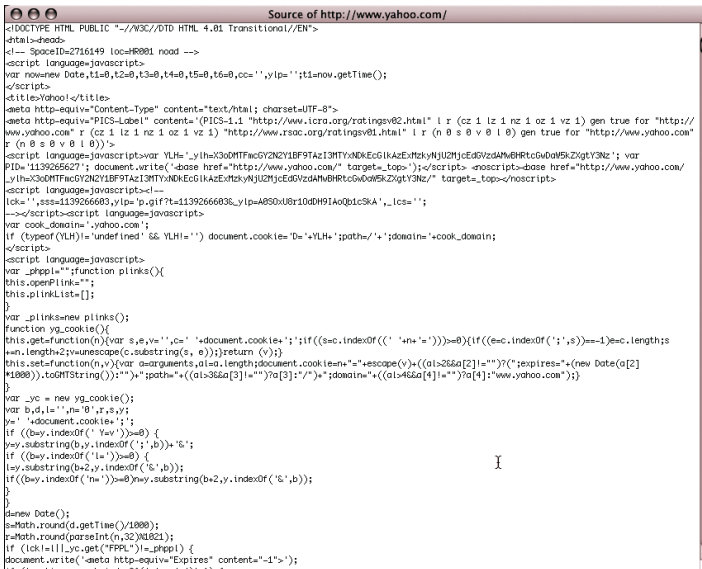 Source of http://www.yahoo.com/
<!DOCTYPE HTML PUBLIC "-//W3C//DTD HTML 4.01 Transitional//EN">
<html><head>
<!-- SpaceID=2716149 loc=HR001 noad -->
<script language=javascript>
var now=new Date,t1=0,t2=0,t3=0,t4=0,t5=0,t6=0,cc='',ylp='';t1=now.getTime();
</script>
<title>Yahoo!</title>
<meta http-equiv="Content-Type" content="text/html; charset=UTF-8">
<meta http-equiv="PICS-Label" content='(PICS-1.1 "http://www.icra.org/ratingsv02.html" l r (cz 1 lz 1 nz 1 oz 1 vz 1) gen true for "http://
www.yahoo.com" r (cz 1 lz 1 nz 1 oz 1 vz 1) "http://www.rsac.org/ratingsv01.html" l r (n 0 s 0 v 0 l 0) gen true for "http://www.yahoo.com"
r (n 0 s 0 v 0 l 0))'>
<script language=javascript>var YLH='_ylh=X3oDMTFmcGY2N2Y1BF9TAzI3MTYxNDkEcGlkAzExMzkyNjU2MjcEdGVzdAMwBHRtcGwDaW5kZXgtY3Nz'; var
PID='1139265627'; document.write('<base href="http://www.yahoo.com/" target=_top>');</script> <noscript><base href="http://www.yahoo.com/
_ylh=X3oDMTFmcGY2N2Y1BF9TAzI3MTYxNDkEcGlkAzExMzkyNjU2MjcEdGVzdAMwBHRtcGwDaW5kZXgtY3Nz/" target=_top></noscript>
<script language=javascript><!--
lck='',sss=1139266603,ylp='p.gif?t=1139266603&_ylp=A0SOxU8r1OdDH9IAoQb1cSkA',_lcs='';
--></script><script language=javascript>
var cook_domain='.yahoo.com';
if (typeof(YLH)!='undefined' && YLH!='') document.cookie='D='+YLH+';path=/'+';domain='+cook_domain;
</script>
<script language=javascript>
var _phppl="";function plinks(){
this.openPlink="";
this.plinkList=[];
}
var _plinks=new plinks();
function yg_cookie(){
this.get=function(n){var s,e,v='',c=' '+document.cookie+';';if((s=c.indexOf((' '+n+'=')))>=0){if((e=c.indexOf(';',s))==-1)e=c.length;s
+=n.length+2;v=unescape(c.substring(s, e));}return (v);}
this.set=function(n,v){var a=arguments,al=a.length;document.cookie=n+"="+escape(v)+((al>2&&a[2]!="")?(";expires="+(new Date(a[2]
*1000)).toGMTString()):"")+";path="+((al>3&&a[3]!="")?a[3]:"/")+";domain="+((al>4&&a[4]!="")?a[4]:"www.yahoo.com");}
}
var _yc = new yg_cookie();
var b,d,l='',n='0',r,s,y;
y=' '+document.cookie+';';
if ((b=y.indexOf(' Y=v'))>=0) {
y=y.substring(b,y.indexOf(';',b))+'&';
if ((b=y.indexOf('l='))>=0) {
l=y.substring(b+2,y.indexOf('&',b));
if((b=y.indexOf('n='))>=0)n=y.substring(b+2,y.indexOf('&',b));
}
}
d=new Date();
s=Math.round(d.getTime()/1000);
r=Math.round(parseInt(n,32)%1021);
if (lck!=l||_yc.get("FPPL")!=_phppl) {
document.write('<meta http-equiv="Expires" content="-1">');